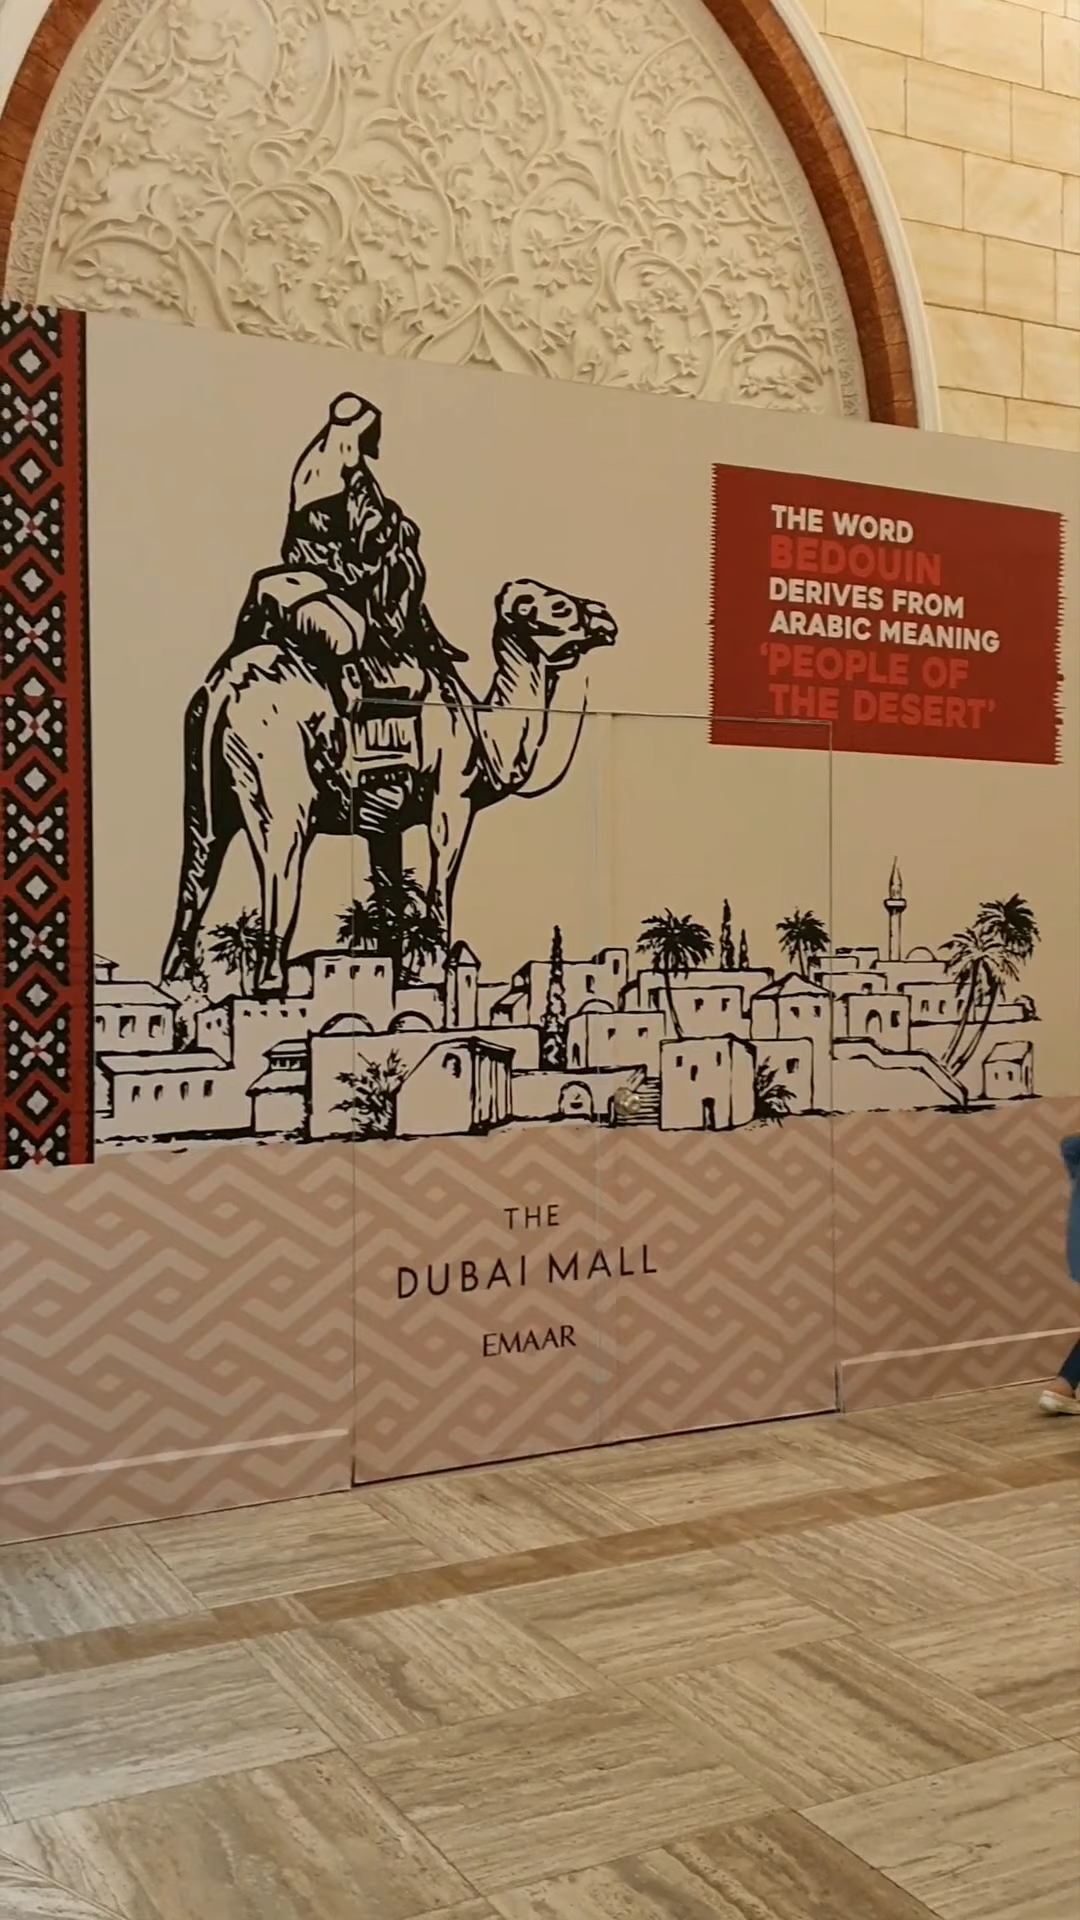 THE WORD
BEDOUIN
DERIVES FROM
ARABIC MEANING
‘PEOPLE OF
THE DESERT’
THE
DUBAI MALL
EMAAR